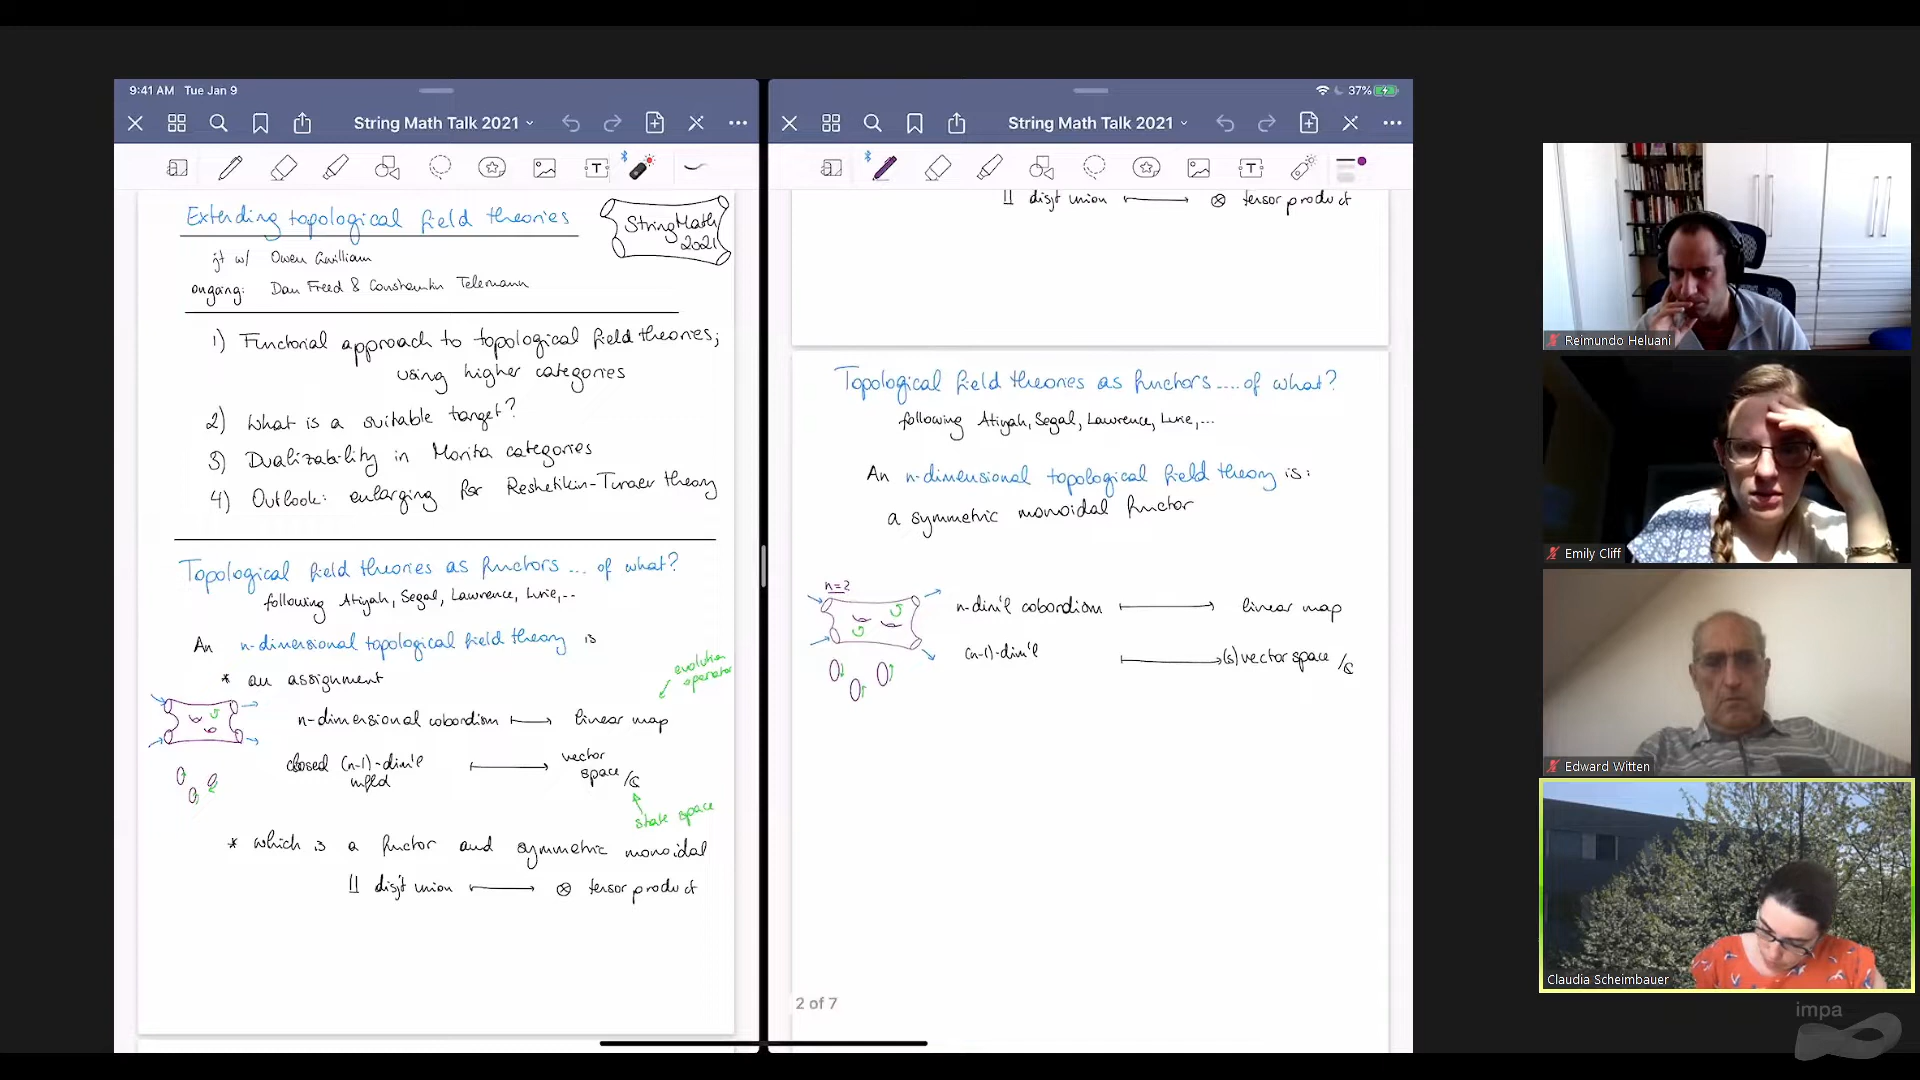 9:41 AM Tue Jan 9
String Math Talk 2021
Extending topological field theories
StringMath
2021
jt w/ Owen Gwilliam
ongoing: Dan Freed & Constantin Teleman
1) Functorial approach to topological field theories;
using higher categories
2) What is a suitable target?
3) Dualizability in Morita categories
4) Outlook: enlarging for Reshetikin-Turaev theory
Topological field theories as functors ... of what?
following Atiyah, Segal, Lawrence, Lurie,...
An n-dimensional topological field theory is
* an assignment
evolution
operator
n-dimensional cobordism ⟼ linear map
closed (n-1)-dim'l
mfld ⟼ vector
space /ℂ
state space
* which is a functor and symmetric monoidal
∐ disj't union ⟼ ⊗ tensor product
37%
String Math Talk 2021
∐ disjt union ⟼ ⊗ tensor product
Topological field theories as functors .... of what?
following Atiyah, Segal, Lawrence, Lurie,...
An n-dimensional topological field theory is:
a symmetric monoidal functor
n=2
n-dim'l cobordism ⟼ linear map
(n-1)-dim'l ⟼ (s)vector space /ℂ
2 of 7
Reimundo Heluani
Emily Cliff
Edward Witten
Claudia Scheimbauer
impa